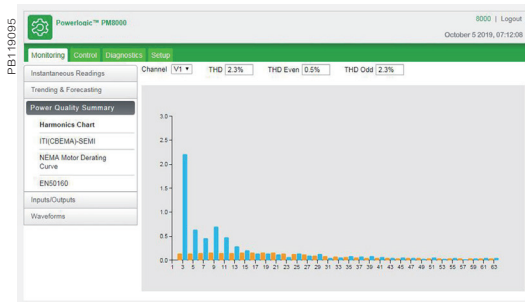 PB119095
Powerlogic™ PM8000
8000 | Logout
October 5 2019, 07:12:08
Monitoring Control Diagnostics Setup
Instantaneous Readings
Trending & Forecasting
Power Quality Summary
Harmonics Chart
ITI(CBEMA)-SEMI
NEMA Motor Derating
Curve
EN50160
Inputs/Outputs
Waveforms
Channel V1 THD 2.3% THD Even 0.5% THD Odd 2.3%
3.0
2.5
2.0
1.5
1.0
0.5
0.0
1 3 5 7 9 11 13 15 17 19 21 23 25 27 29 31 33 35 37 39 41 43 45 47 49 51 53 55 57 59 61 63